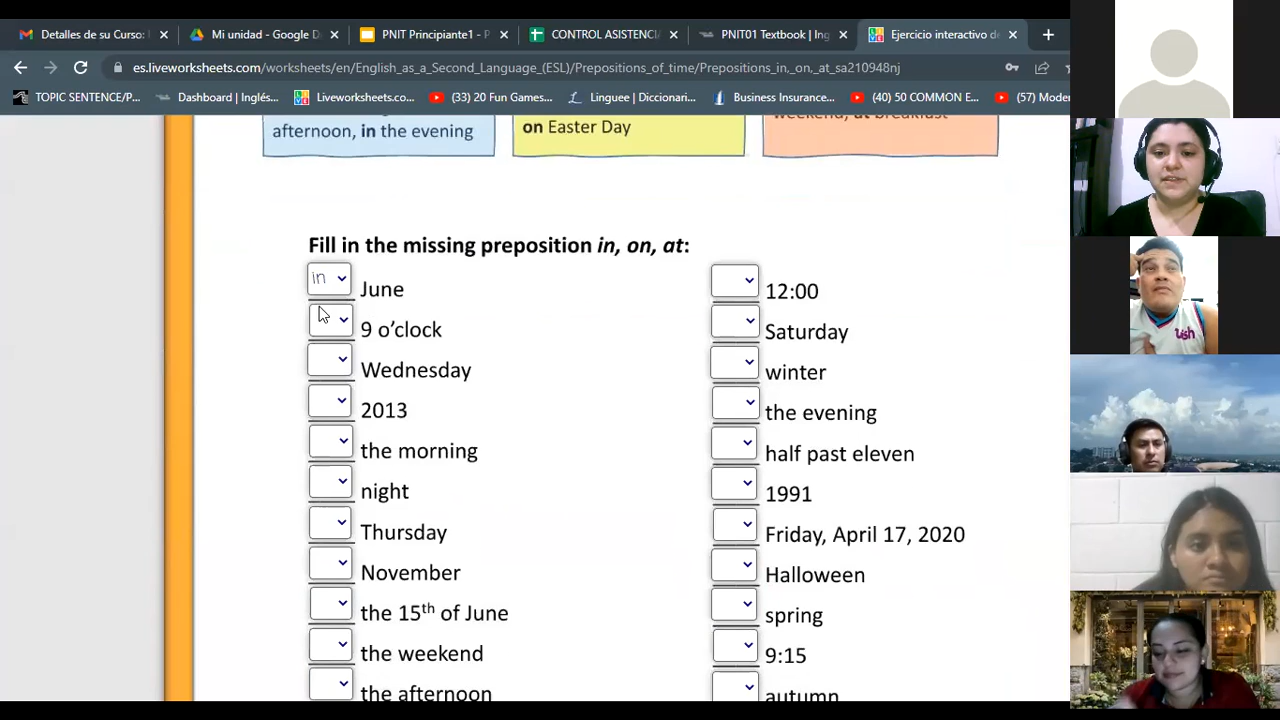 Detalles de su Curso:
Mi unidad - Google D
PNIT Principiante1 - P
CONTROL ASISTENCI
PNIT01 Textbook | Ing
Ejercicio interactivo de
es.liveworksheets.com/worksheets/en/English_as_a_Second_Language_(ESL)/Prepositions_of_time/Prepositions_in,_on,_at_sa210948nj
TOPIC SENTENCE/P...
Dashboard | Inglés...
Liveworksheets.co...
(33) 20 Fun Games...
Linguee | Diccionari...
Business Insurance...
(40) 50 COMMON E...
(57) Moder
afternoon, in the evening
on Easter Day
weekend, at breakfast
Fill in the missing preposition in, on, at:
in June
9 o'clock
Wednesday
2013
the morning
night
Thursday
November
the 15th of June
the weekend
the afternoon
12:00
Saturday
winter
the evening
half past eleven
1991
Friday, April 17, 2020
Halloween
spring
9:15
autumn